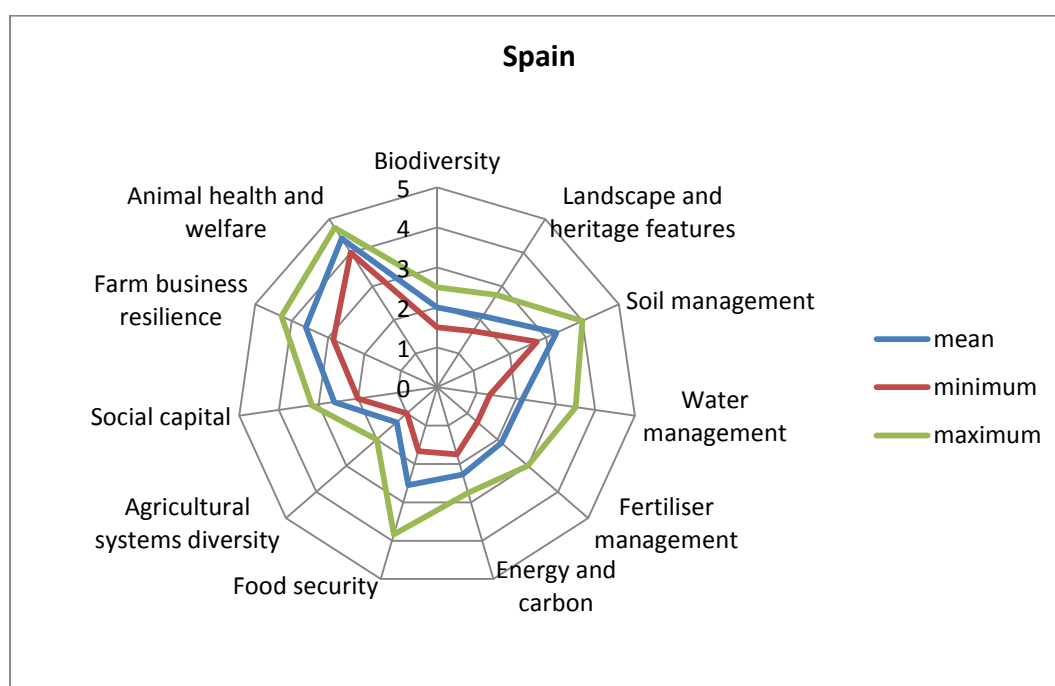 Spain
Biodiversity
Landscape and
heritage features
Soil management
Water
management
Fertiliser
management
Energy and
carbon
Food security
Agricultural
systems diversity
Social capital
Farm business
resilience
Animal health and
welfare
5
4
3
2
1
0
mean
minimum
maximum